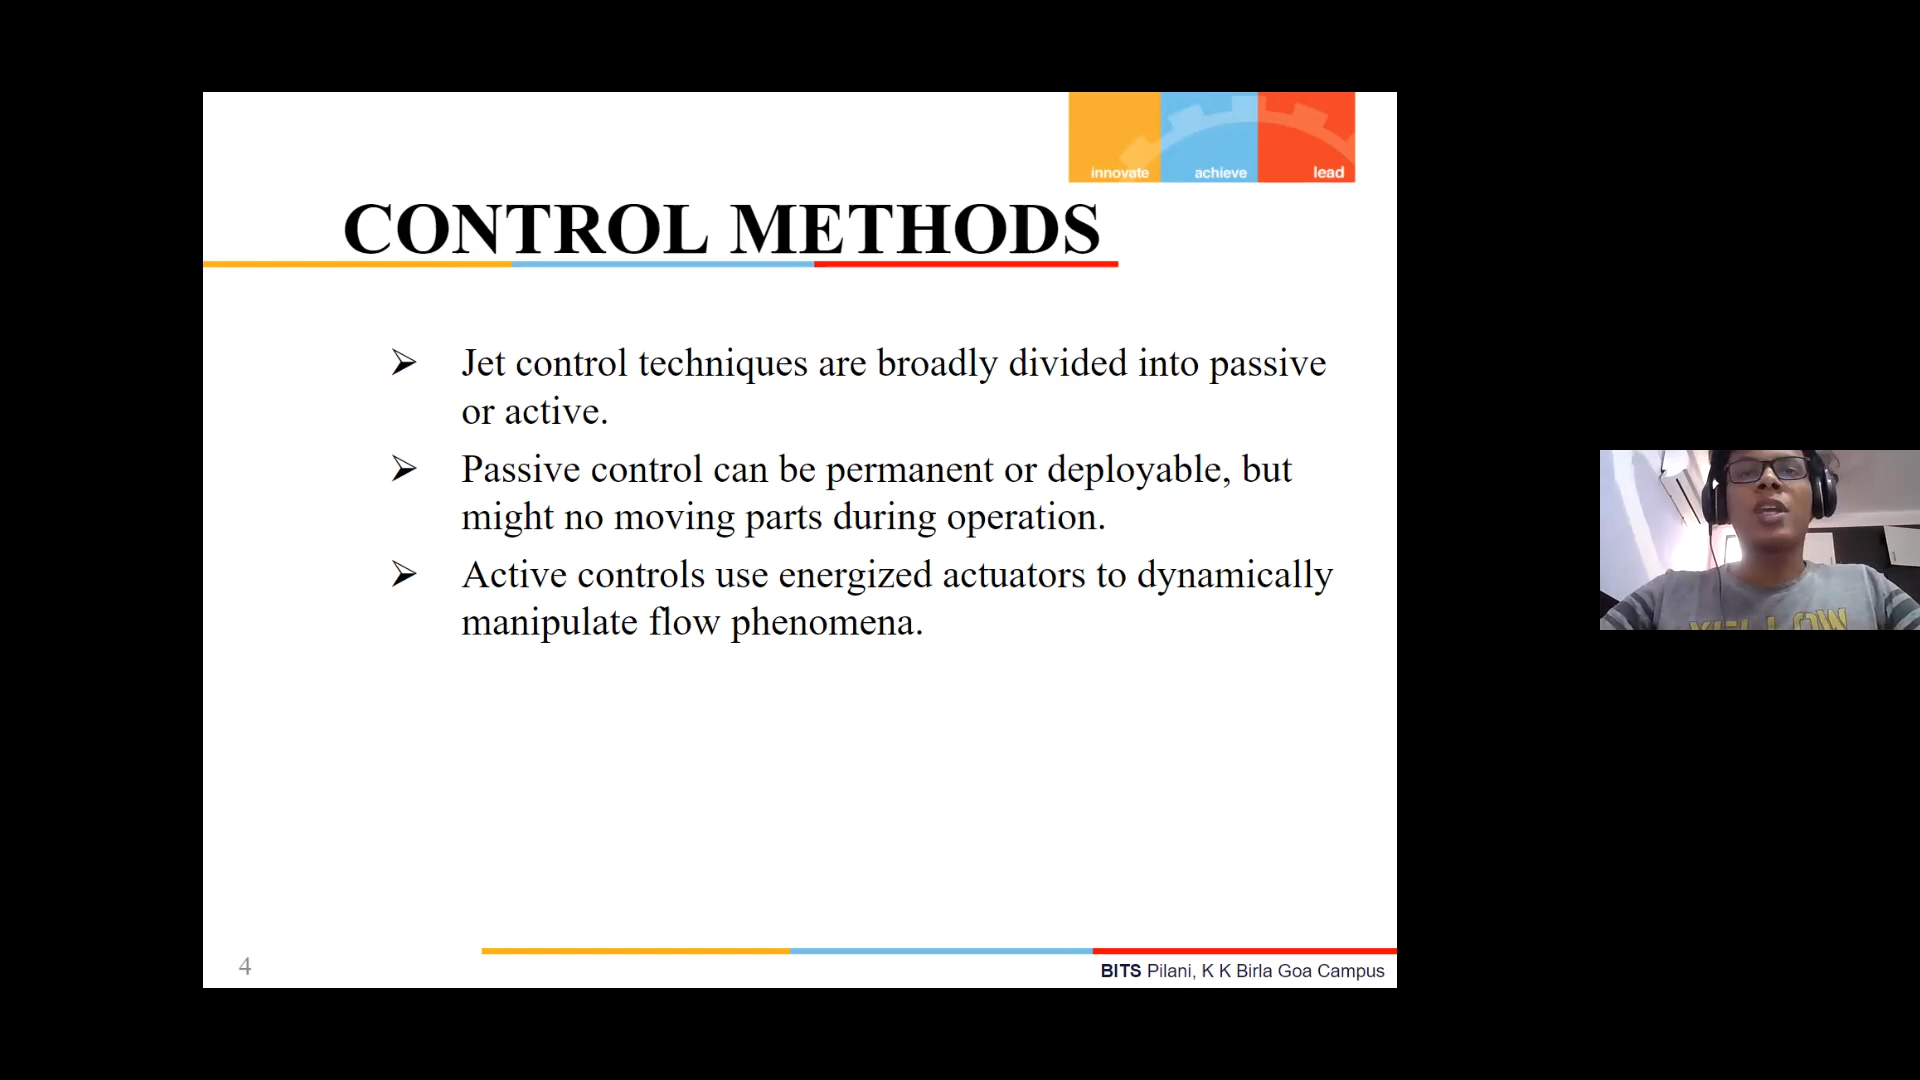 innovate achieve lead
CONTROL METHODS
➢ Jet control techniques are broadly divided into passive
or active.
➢ Passive control can be permanent or deployable, but
might no moving parts during operation.
➢ Active controls use energized actuators to dynamically
manipulate flow phenomena.
4
BITS Pilani, K K Birla Goa Campus
YELLOW